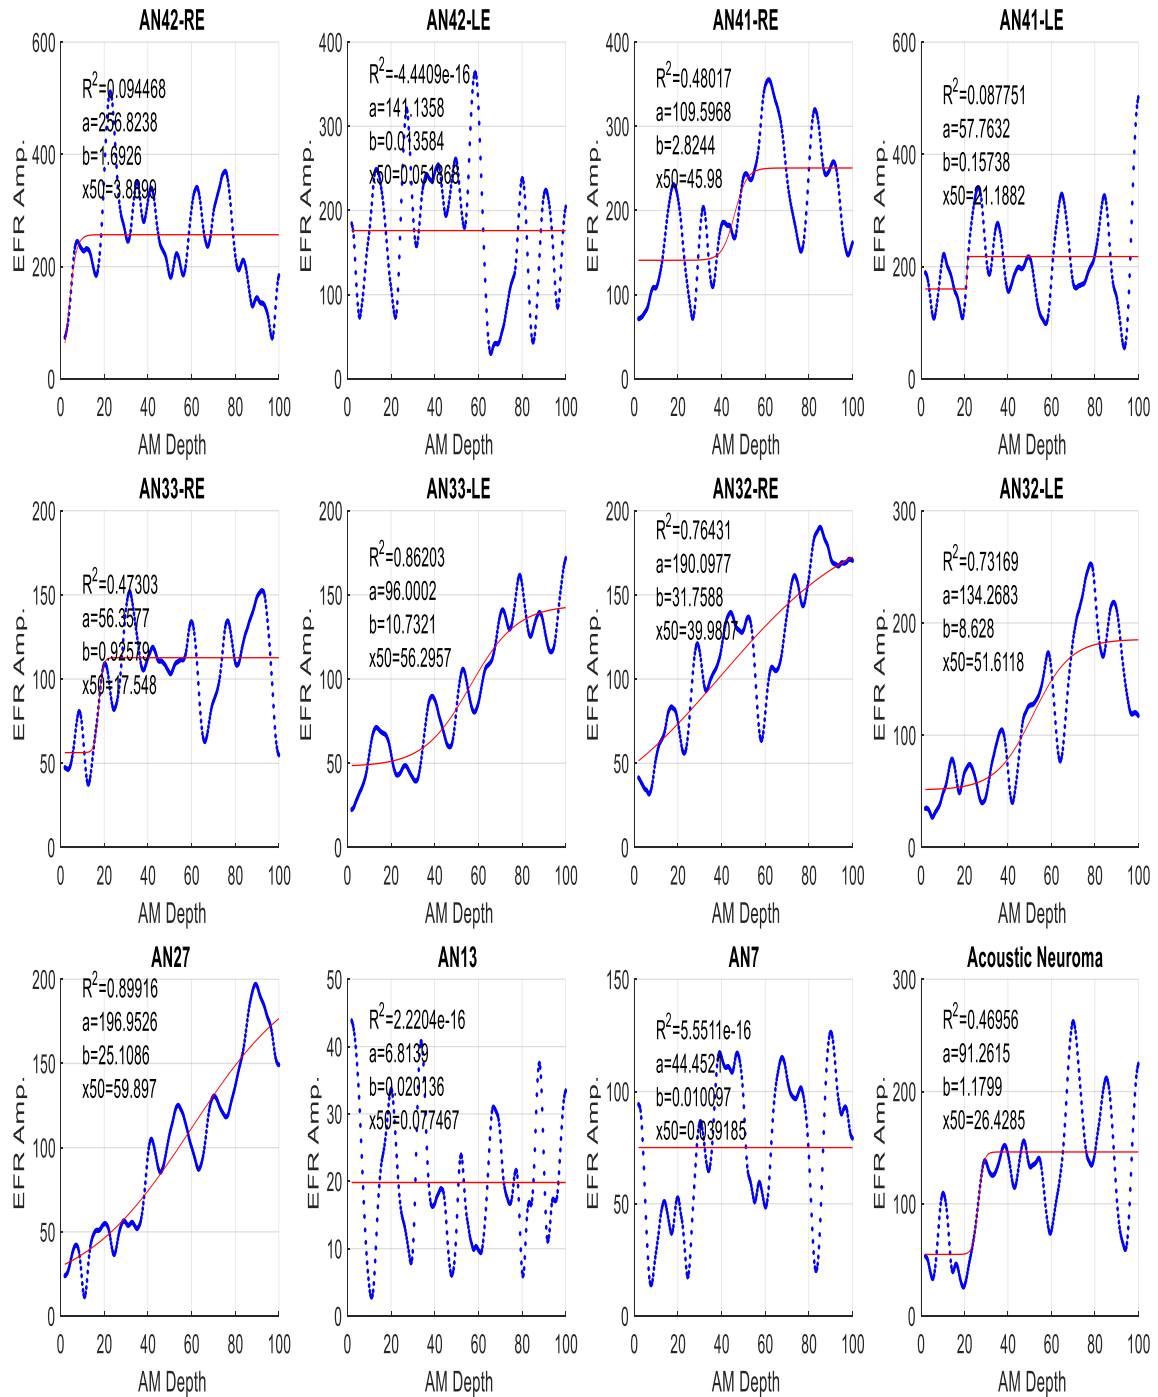 AN42-RE
600
400
200
0
EFR Amp.
R2=0.094468
a=256.8238
b=1.6926
x50=3.8699
0 20 40 60 80 100
AM Depth
AN42-LE
400
300
200
100
0
EFR Amp.
R2=-4.4409e-16
a=141.1358
b=0.013584
x50=0.051868
0 20 40 60 80 100
AM Depth
AN41-RE
400
300
200
100
0
EFR Amp.
R2=0.48017
a=109.5968
b=2.8244
x50=45.98
0 20 40 60 80 100
AM Depth
AN41-LE
600
400
200
0
EFR Amp.
R2=0.087751
a=57.7632
b=0.15738
x50=21.1882
0 20 40 60 80 100
AM Depth
AN33-RE
200
150
100
50
0
EFR Amp.
R2=0.47303
a=56.3577
b=0.92579
x50=17.548
0 20 40 60 80 100
AM Depth
AN33-LE
200
150
100
50
0
EFR Amp.
R2=0.86203
a=96.0002
b=10.7321
x50=56.2957
0 20 40 60 80 100
AM Depth
AN32-RE
200
150
100
50
0
EFR Amp.
R2=0.76431
a=190.0977
b=31.7588
x50=39.9807
0 20 40 60 80 100
AM Depth
AN32-LE
300
200
100
0
EFR Amp.
R2=0.73169
a=134.2683
b=8.628
x50=51.6118
0 20 40 60 80 100
AM Depth
AN27
200
150
100
50
0
EFR Amp.
R2=0.89916
a=196.9526
b=25.1086
x50=59.897
0 20 40 60 80 100
AM Depth
AN13
50
40
30
20
10
0
EFR Amp.
R2=2.2204e-16
a=6.8139
b=0.020136
x50=0.077467
0 20 40 60 80 100
AM Depth
AN7
150
100
50
0
EFR Amp.
R2=5.5511e-16
a=44.4521
b=0.010097
x50=0.039185
0 20 40 60 80 100
AM Depth
Acoustic Neuroma
300
200
100
0
EFR Amp.
R2=0.46956
a=91.2615
b=1.1799
x50=26.4285
0 20 40 60 80 100
AM Depth